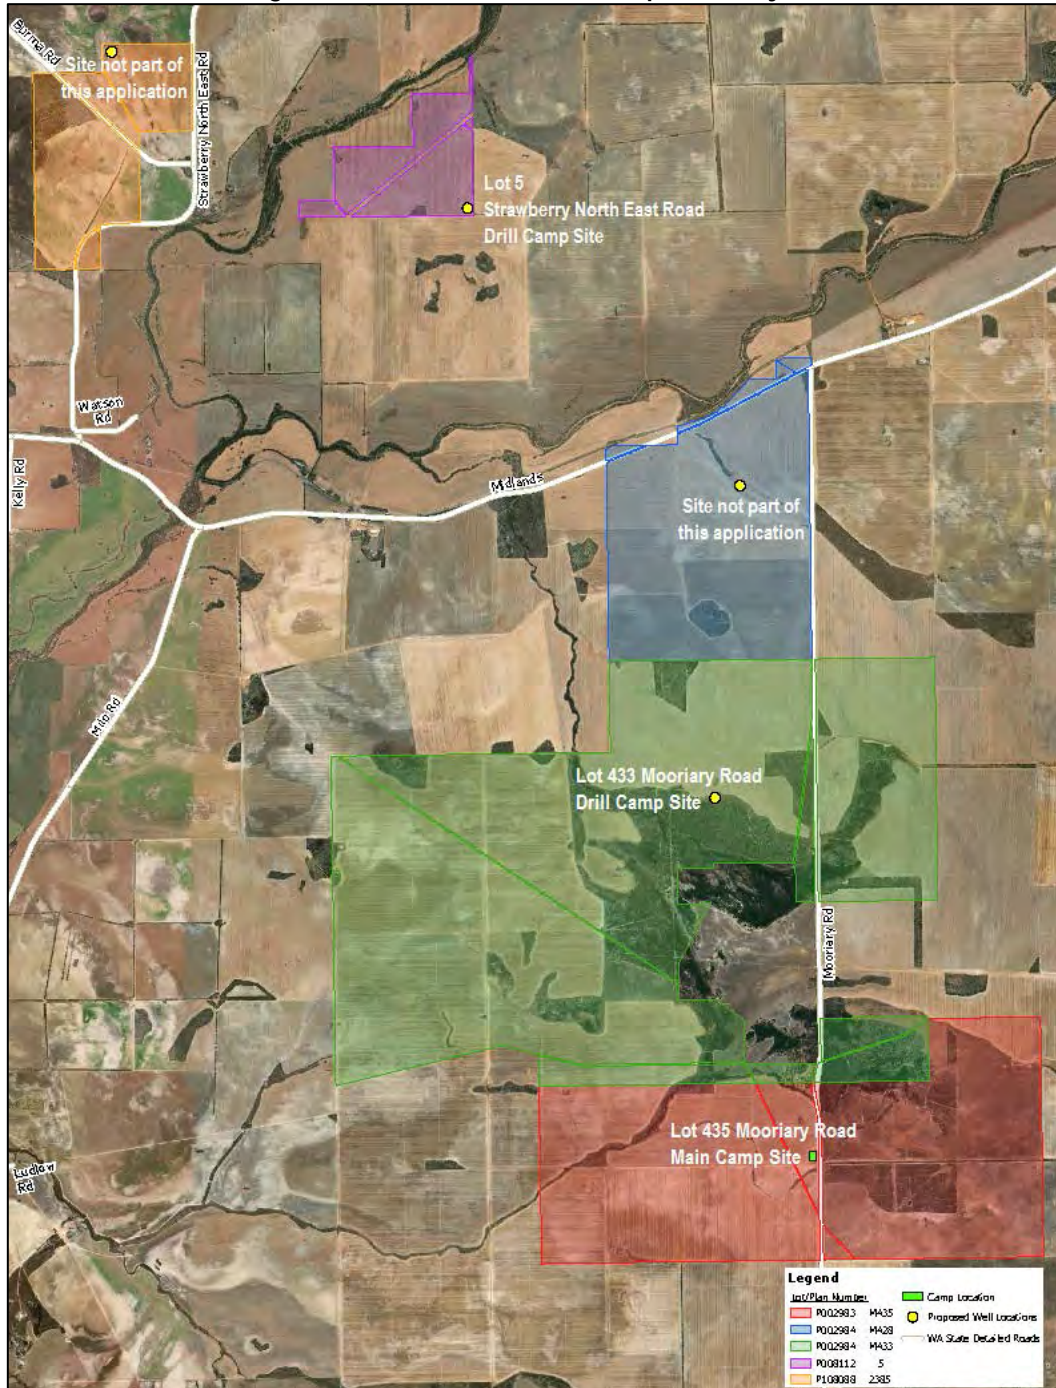 Burma Rd
Site not part of
this application
Strawberry North East Rd
Lot 5
Strawberry North East Road
Drill Camp Site
Watson
Rd
Kelly Rd
Midlands
Site not part of
this application
Milo Rd
Lot 433 Mooriary Road
Drill Camp Site
Mooriary Rd
Lot 435 Mooriary Road
Main Camp Site
Ludlow
Rd
Legend
Lot/Plan Number
P002983 M435
P002984 M428
P002984 M433
P008112 5
P108088 2385
Camp Location
Proposed Well Locations
WA State Detailed Roads